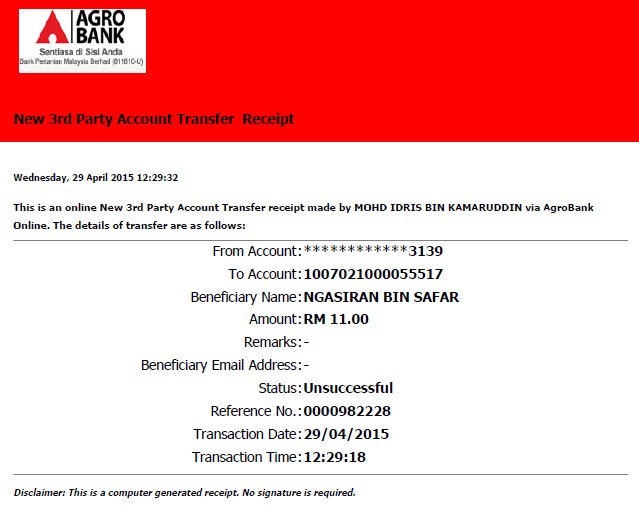 AGRO
BANK
Sentiasa di Sisi Anda
Bank Pertanian Malaysia Berhad (811810-U)
New 3rd Party Account Transfer Receipt
Wednesday, 29 April 2015 12:29:32
This is an online New 3rd Party Account Transfer receipt made by MOHD IDRIS BIN KAMARUDDIN via AgroBank
Online. The details of transfer are as follows:
From Account:************3139
To Account:1007021000055517
Beneficiary Name:NGASIRAN BIN SAFAR
Amount:RM 11.00
Remarks:-
Beneficiary Email Address:-
Status:Unsuccessful
Reference No.:0000982228
Transaction Date:29/04/2015
Transaction Time:12:29:18
Disclaimer: This is a computer generated receipt. No signature is required.